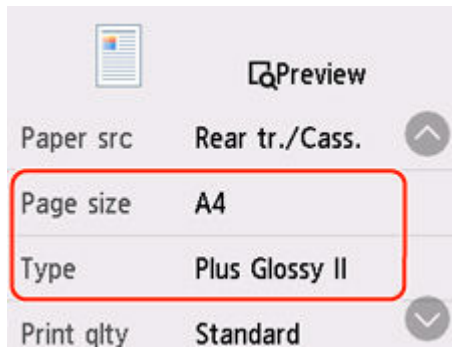 Preview
Paper src Rear tr./Cass.
Page size A4
Type Plus Glossy II
Print qlty Standard